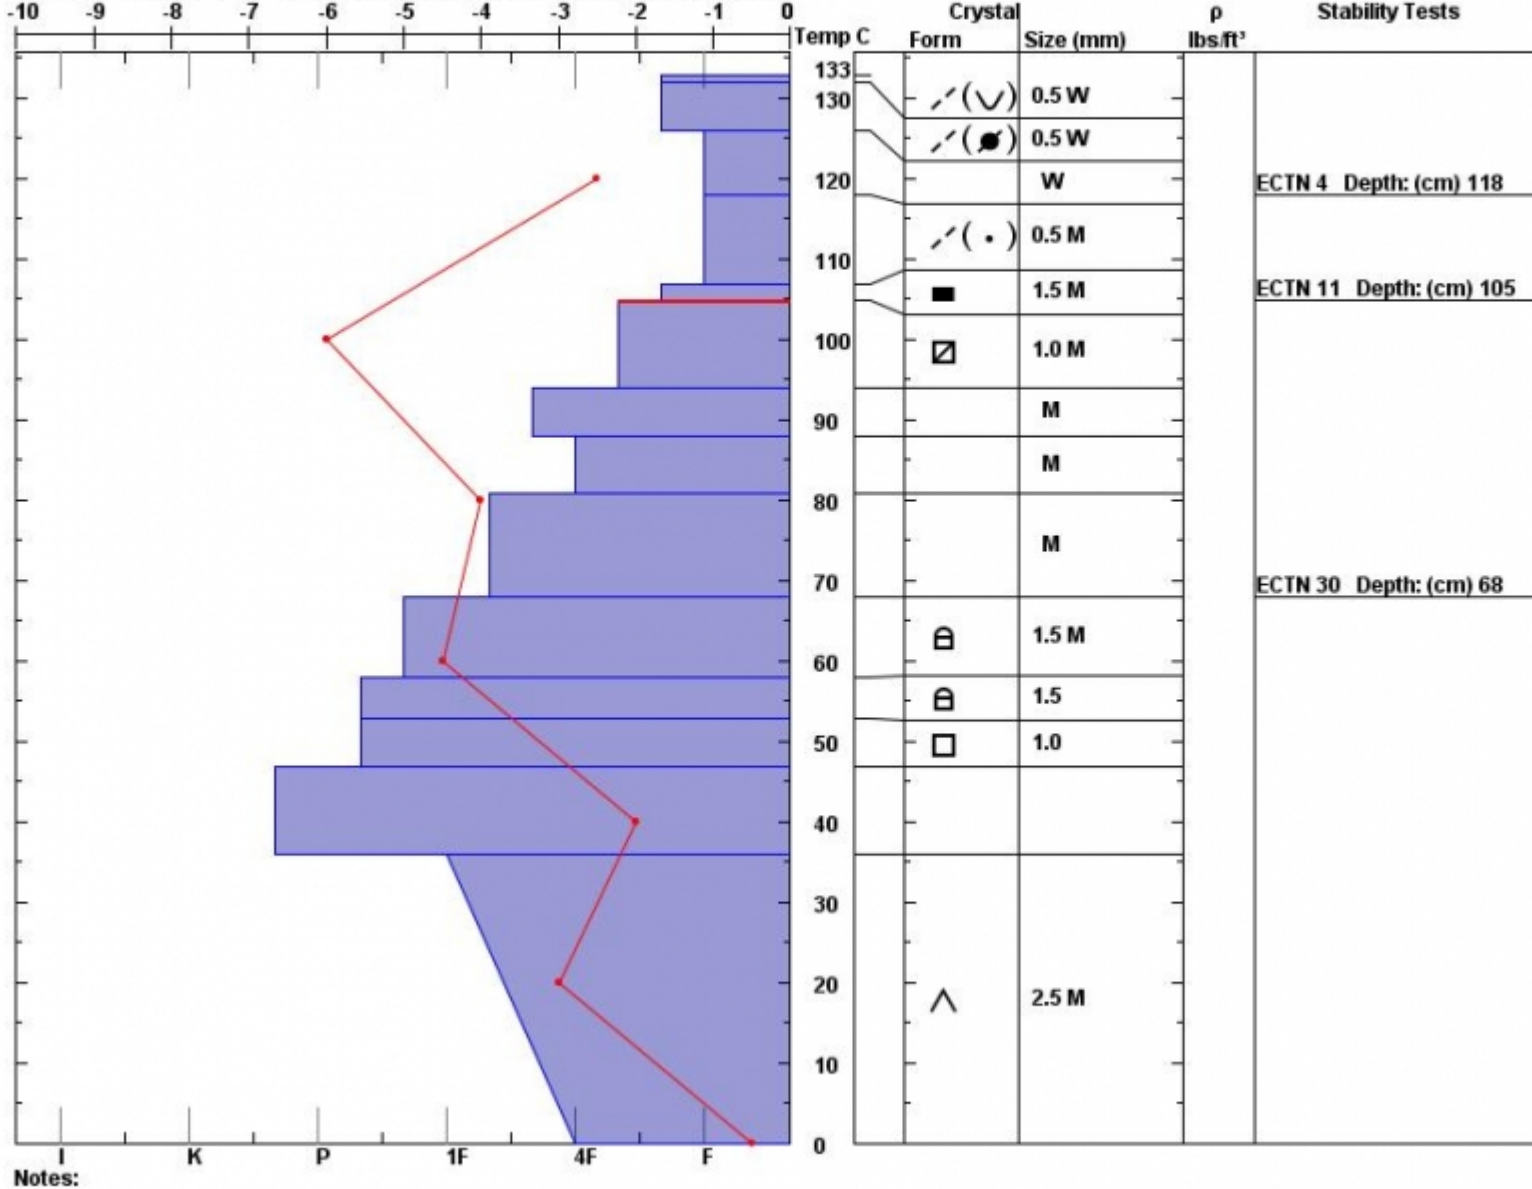 -10 -9 -8 -7 -6 -5 -4 -3 -2 -1 0 Crystal ρ Stability Tests
Temp C Form Size (mm) lbs/ft³
133
130 0.5 W
0.5 W
120 W ECTN 4 Depth: (cm) 118
0.5 M
110
1.5 M ECTN 11 Depth: (cm) 105
100 1.0 M
90 M
M
80
M
70 ECTN 30 Depth: (cm) 68
60 1.5 M
1.5
50 1.0
40
30
20 2.5 M
10
0
I K P 1F 4F F
Notes: